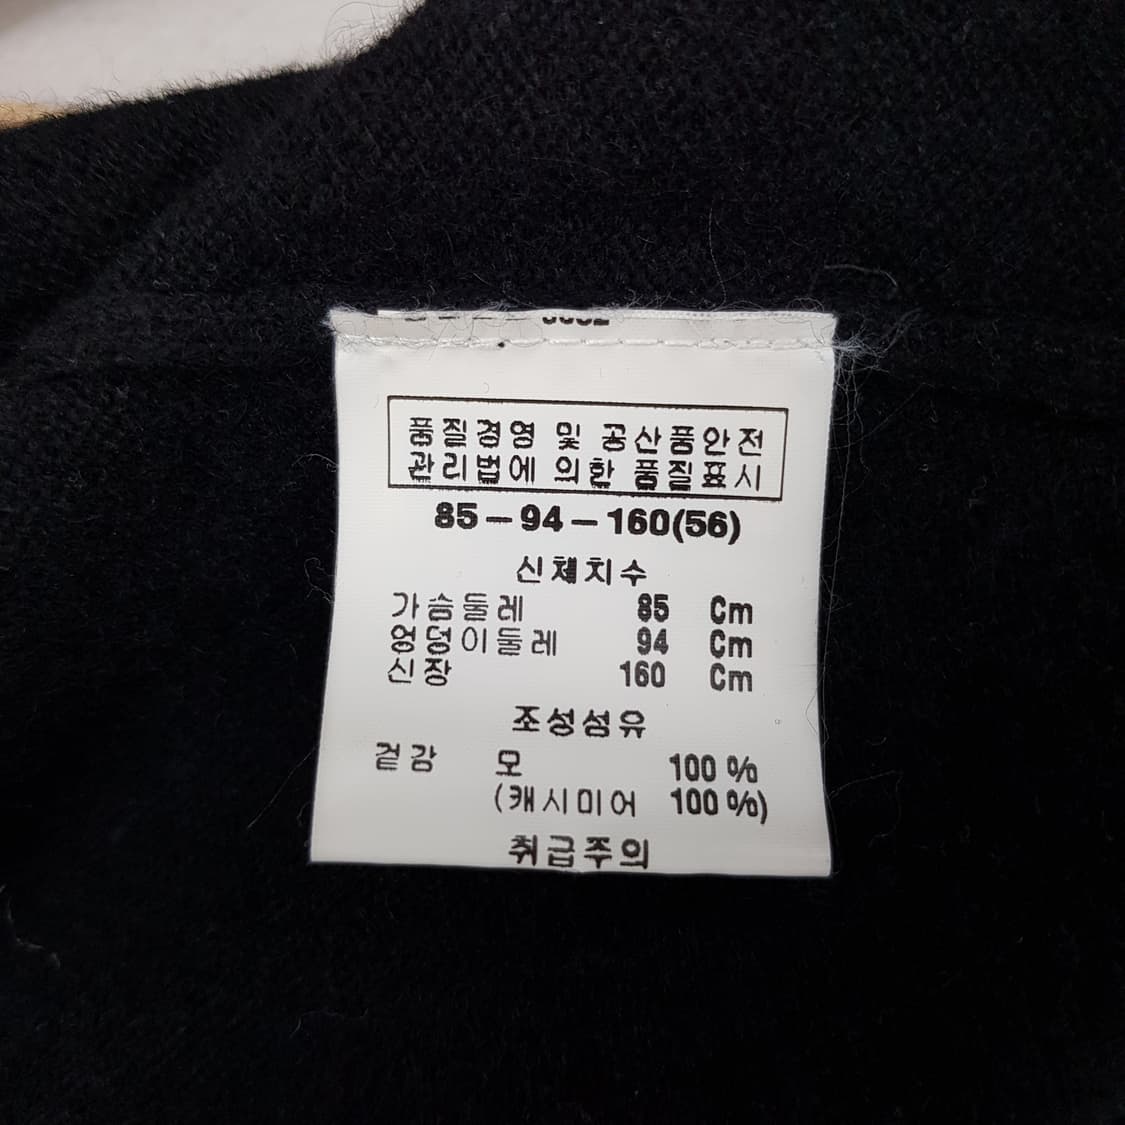 품질경영 및 공산품안전
관리법에 의한 품질표시
85-94-160(56)
신체치수
가슴둘레 85 Cm
엉덩이둘레 94 Cm
신장 160 Cm
조성섬유
겉감 모 100 %
(캐시미어 100 %)
취급주의